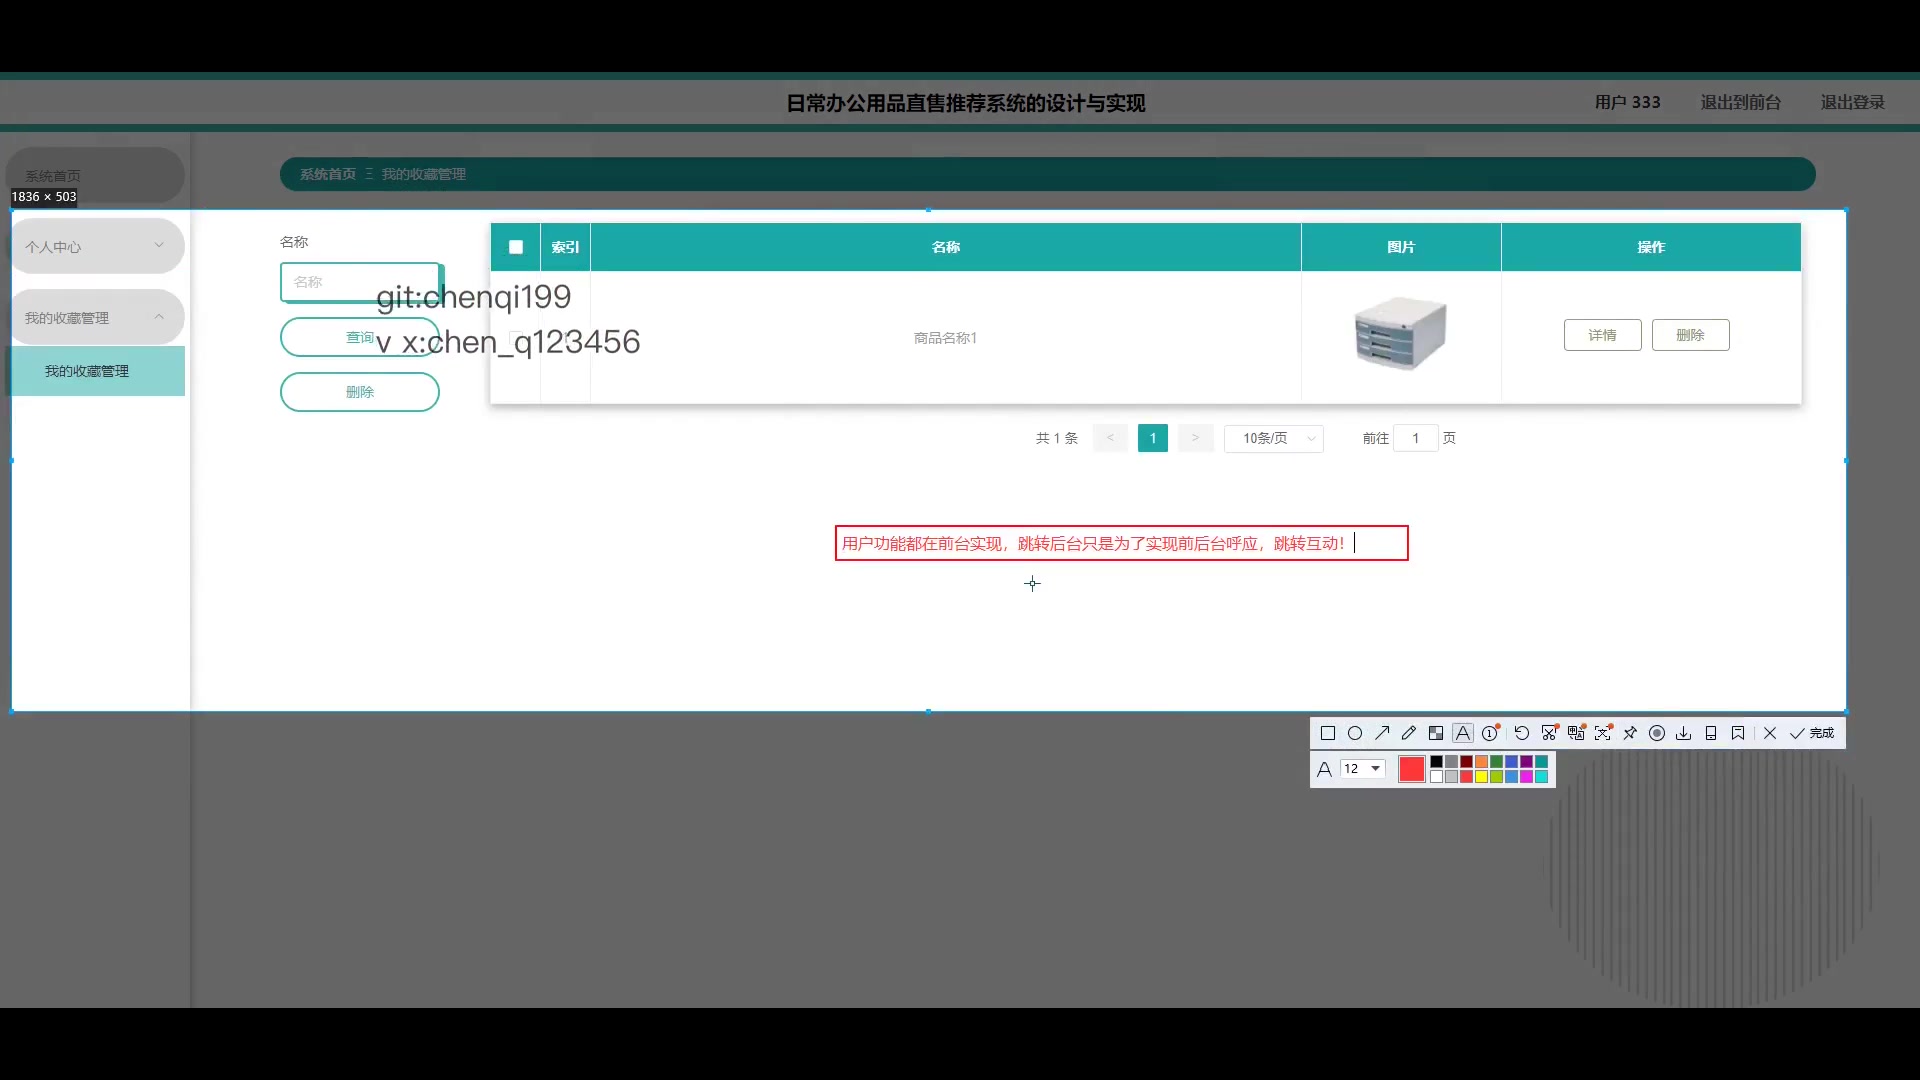 日常办公用品直售推荐系统的设计与实现
用户 333
退出到前台
退出登录
系统首页
系统首页 Ξ 我的收藏管理
1836 × 503
个人中心
我的收藏管理
我的收藏管理
名称
名称
查询
删除
git:chenqi199
v x:chen_q123456
索引
名称
图片
操作
商品名称1
详情
删除
共 1 条
<
1
>
10条/页
前往 1 页
用户功能都在前台实现，跳转后台只是为了实现前后台呼应，跳转互动！
完成
A
12